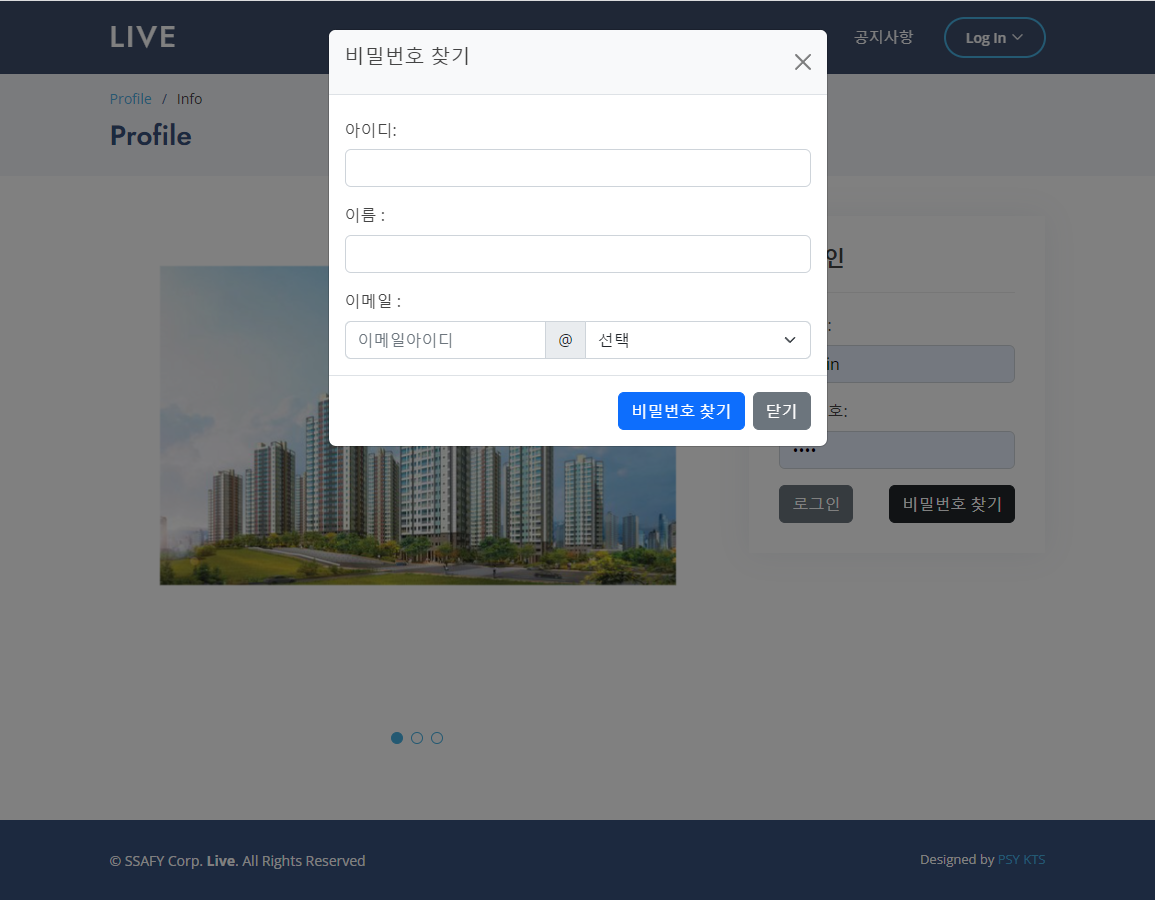 LIVE
공지사항
Log In
Profile / Info
Profile
비밀번호 찾기
아이디:
이름 :
이메일 :
이메일아이디 @ 선택
비밀번호 찾기 닫기
인
:
in
호:
로그인 비밀번호 찾기
© SSAFY Corp. Live. All Rights Reserved
Designed by PSY KTS